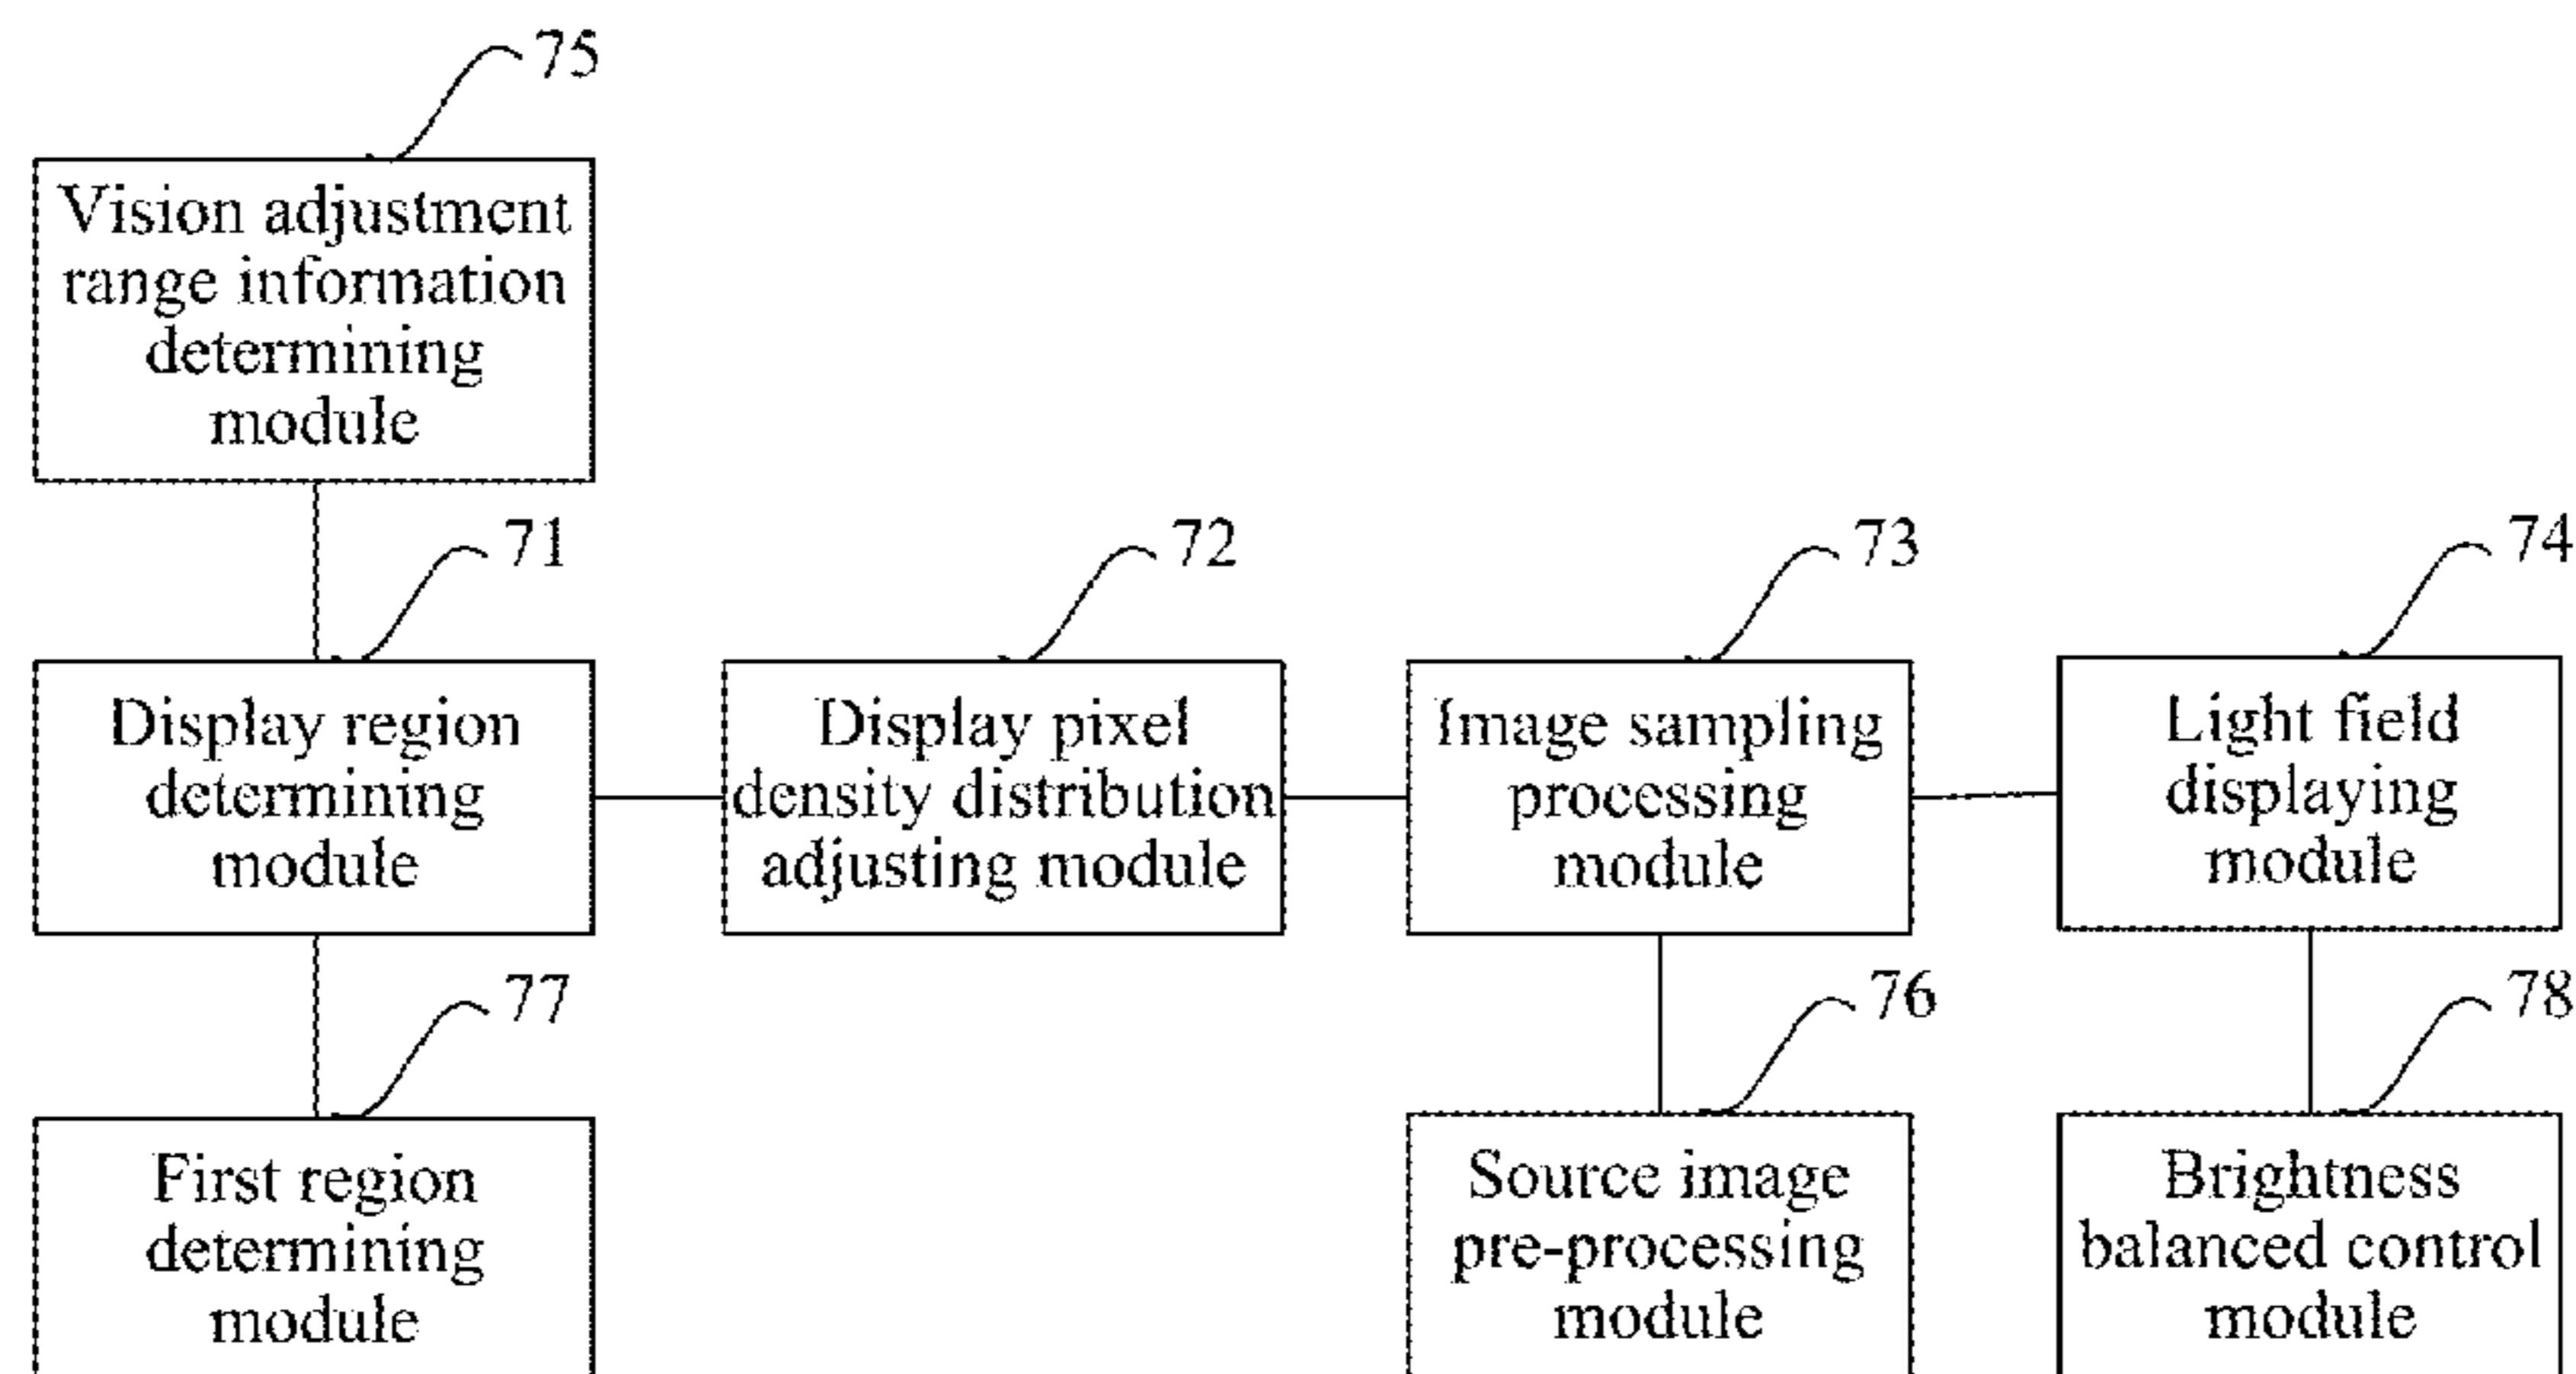 75
Vision adjustment
range information
determining
module
71
Display region
determining
module
72
Display pixel
density distribution
adjusting module
73
Image sampling
processing
module
74
Light field
displaying
module
77
First region
determining
module
76
Source image
pre-processing
module
78
Brightness
balanced control
module